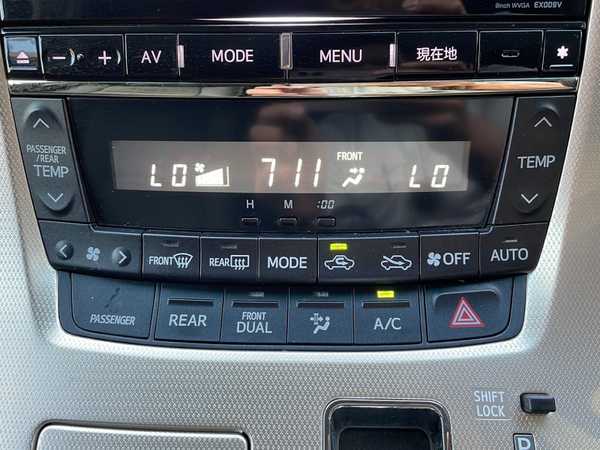 8inch WVGA EX009V
AV MODE MENU 現在地
PASSENGER
/REAR
TEMP
LO 711 FRONT LO
TEMP
H M :00
FRONT REAR MODE OFF AUTO
PASSENGER REAR FRONT
DUAL A/C
SHIFT
LOCK
D